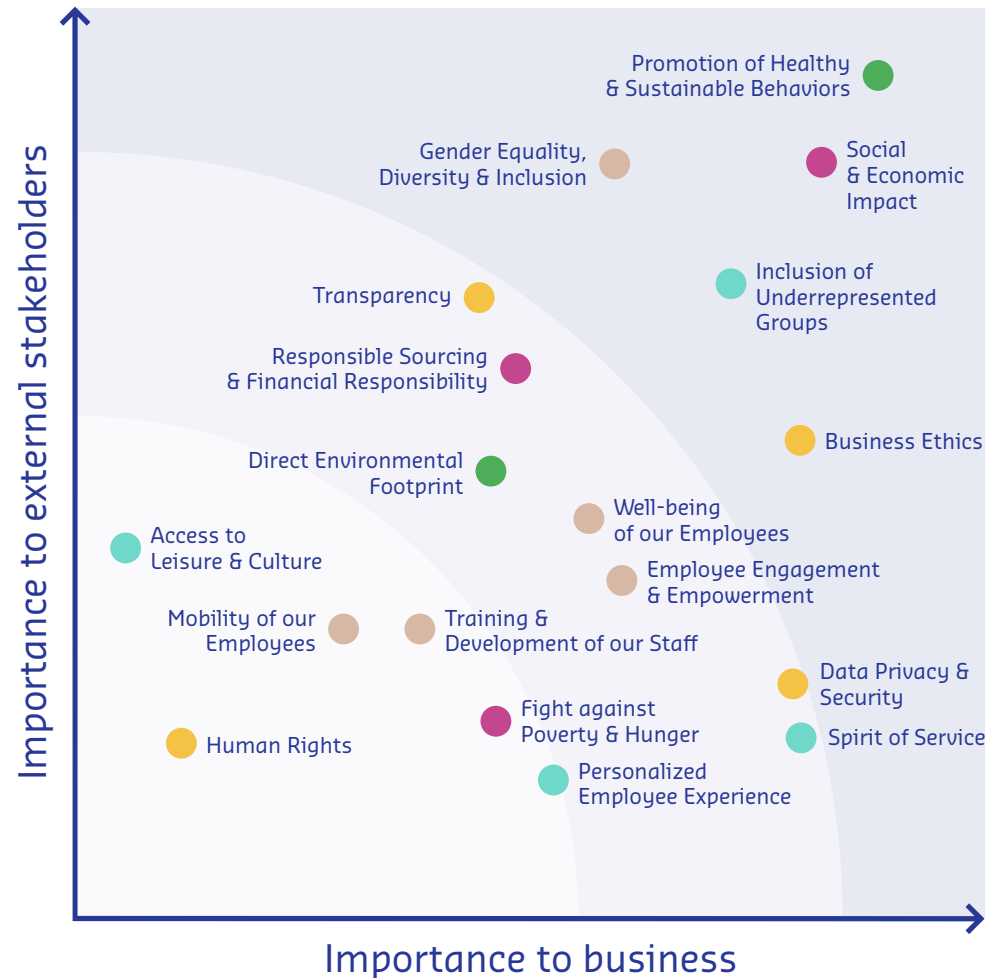 Promotion of Healthy
& Sustainable Behaviors
Gender Equality,
Diversity & Inclusion
Social
& Economic
Impact
Inclusion of
Underrepresented
Groups
Transparency
Responsible Sourcing
& Financial Responsibility
Business Ethics
Direct Environmental
Footprint
Well-being
of our Employees
Access to
Leisure & Culture
Employee Engagement
& Empowerment
Mobility of our
Employees
Training &
Development of our Staff
Data Privacy &
Security
Fight against
Poverty & Hunger
Spirit of Service
Human Rights
Personalized
Employee Experience
Importance to external stakeholders
Importance to business